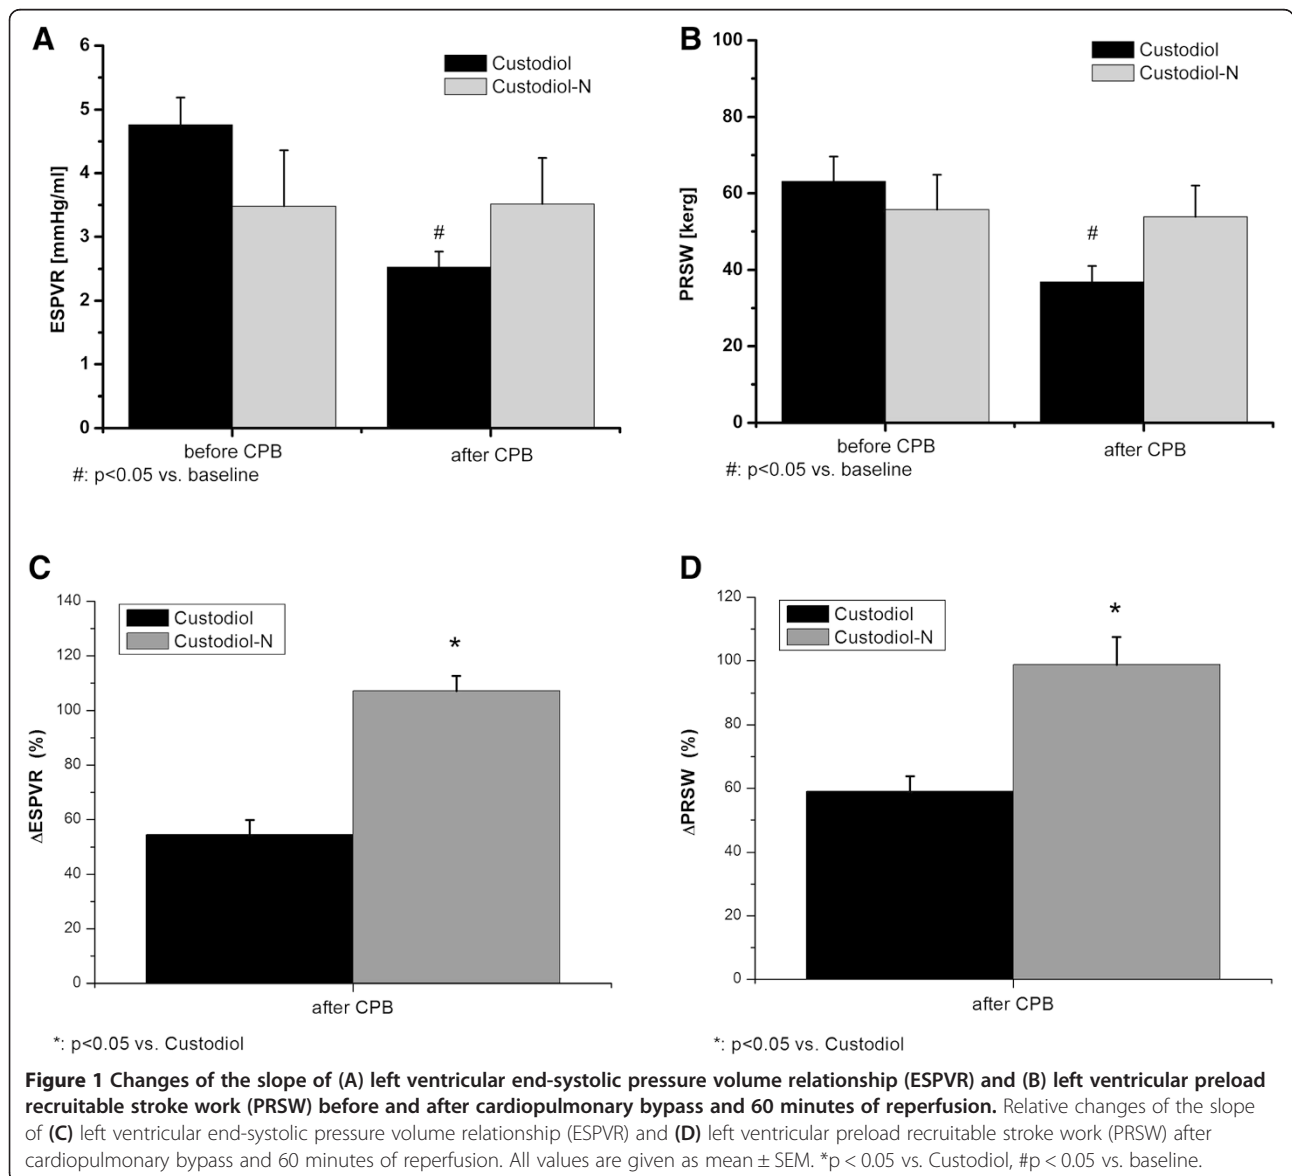 A
6
5
4
3
2
1
0
ESPVR [mmHg/ml]
Custodiol
Custodiol-N
#
before CPB
after CPB
#: p<0.05 vs. baseline
B
100
80
60
40
20
0
PRSW [kerg]
Custodiol
Custodiol-N
#
before CPB
after CPB
#: p<0.05 vs. baseline
C
140
120
100
80
60
40
20
0
ΔESPVR (%)
Custodiol
Custodiol-N
*
after CPB
*: p<0.05 vs. Custodiol
D
120
100
80
60
40
20
0
ΔPRSW (%)
Custodiol
Custodiol-N
*
after CPB
*: p<0.05 vs. Custodiol
Figure 1 Changes of the slope of (A) left ventricular end-systolic pressure volume relationship (ESPVR) and (B) left ventricular preload
recruitable stroke work (PRSW) before and after cardiopulmonary bypass and 60 minutes of reperfusion. Relative changes of the slope
of (C) left ventricular end-systolic pressure volume relationship (ESPVR) and (D) left ventricular preload recruitable stroke work (PRSW) after
cardiopulmonary bypass and 60 minutes of reperfusion. All values are given as mean ± SEM. *p < 0.05 vs. Custodiol, #p < 0.05 vs. baseline.